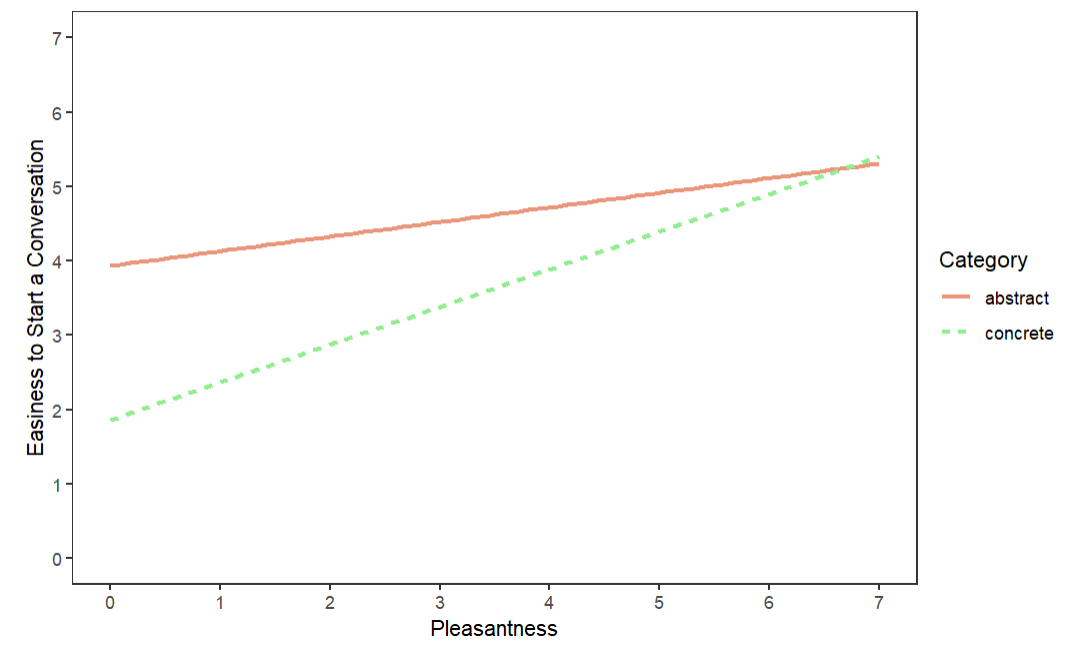 Easiness to Start a Conversation
7
6
5
4
3
2
1
0
0 1 2 3 4 5 6 7
Pleasantness
Category
abstract
concrete